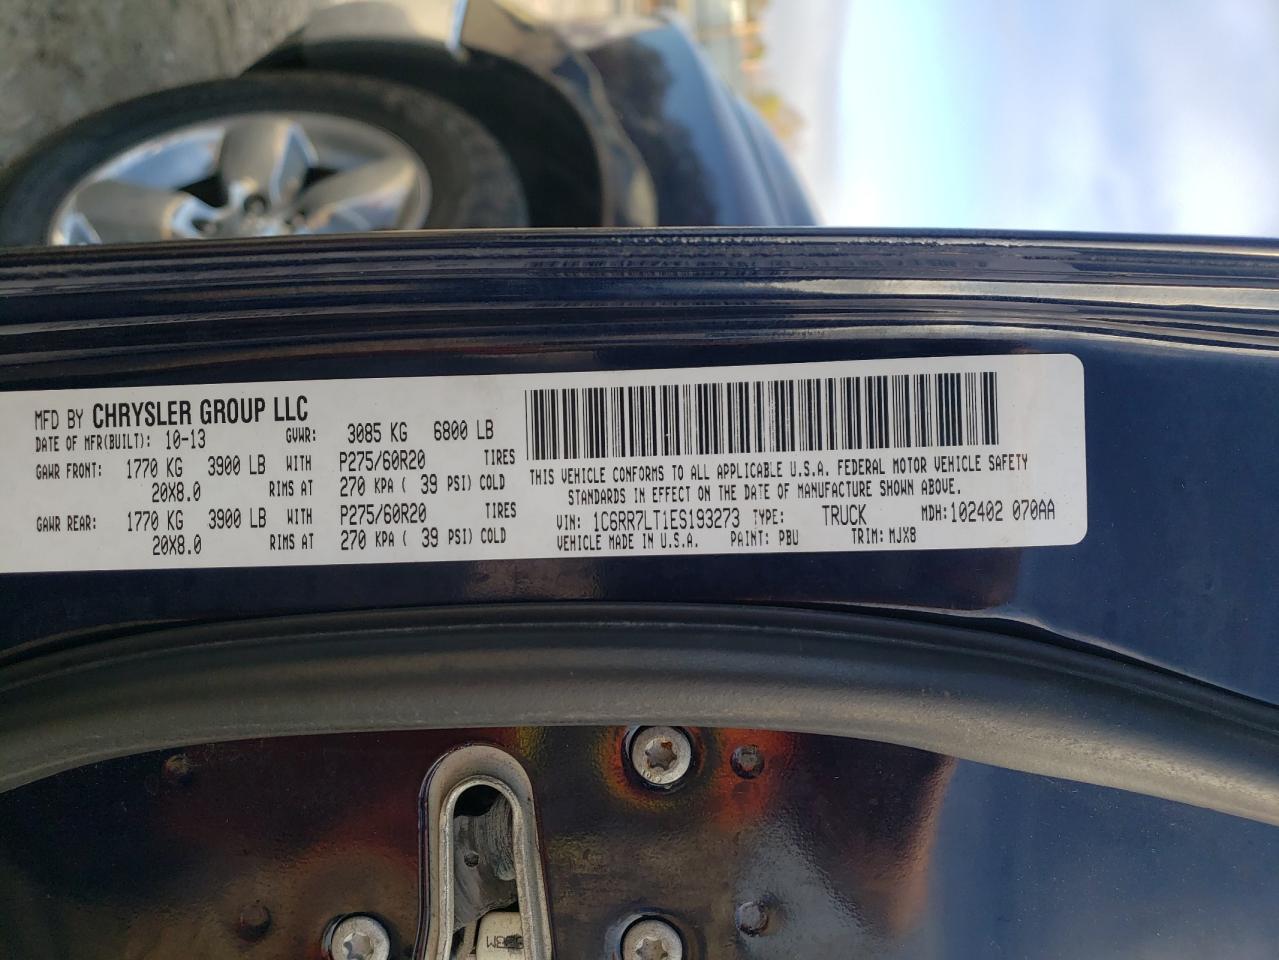 MFD BY CHRYSLER GROUP LLC
DATE OF MFR(BUILT): 10-13 GVWR: 3085 KG 6800 LB
GAWR FRONT: 1770 KG 3900 LB WITH P275/60R20 TIRES
20X8.0 RIMS AT 270 KPA ( 39 PSI) COLD
GAWR REAR: 1770 KG 3900 LB WITH P275/60R20 TIRES
20X8.0 RIMS AT 270 KPA ( 39 PSI) COLD
THIS VEHICLE CONFORMS TO ALL APPLICABLE U.S.A. FEDERAL MOTOR VEHICLE SAFETY
STANDARDS IN EFFECT ON THE DATE OF MANUFACTURE SHOWN ABOVE.
VIN: 1C6RR7LT1ES193273 TYPE: TRUCK MDH:102402 070AA
VEHICLE MADE IN U.S.A. PAINT: PBU TRIM: MJX8